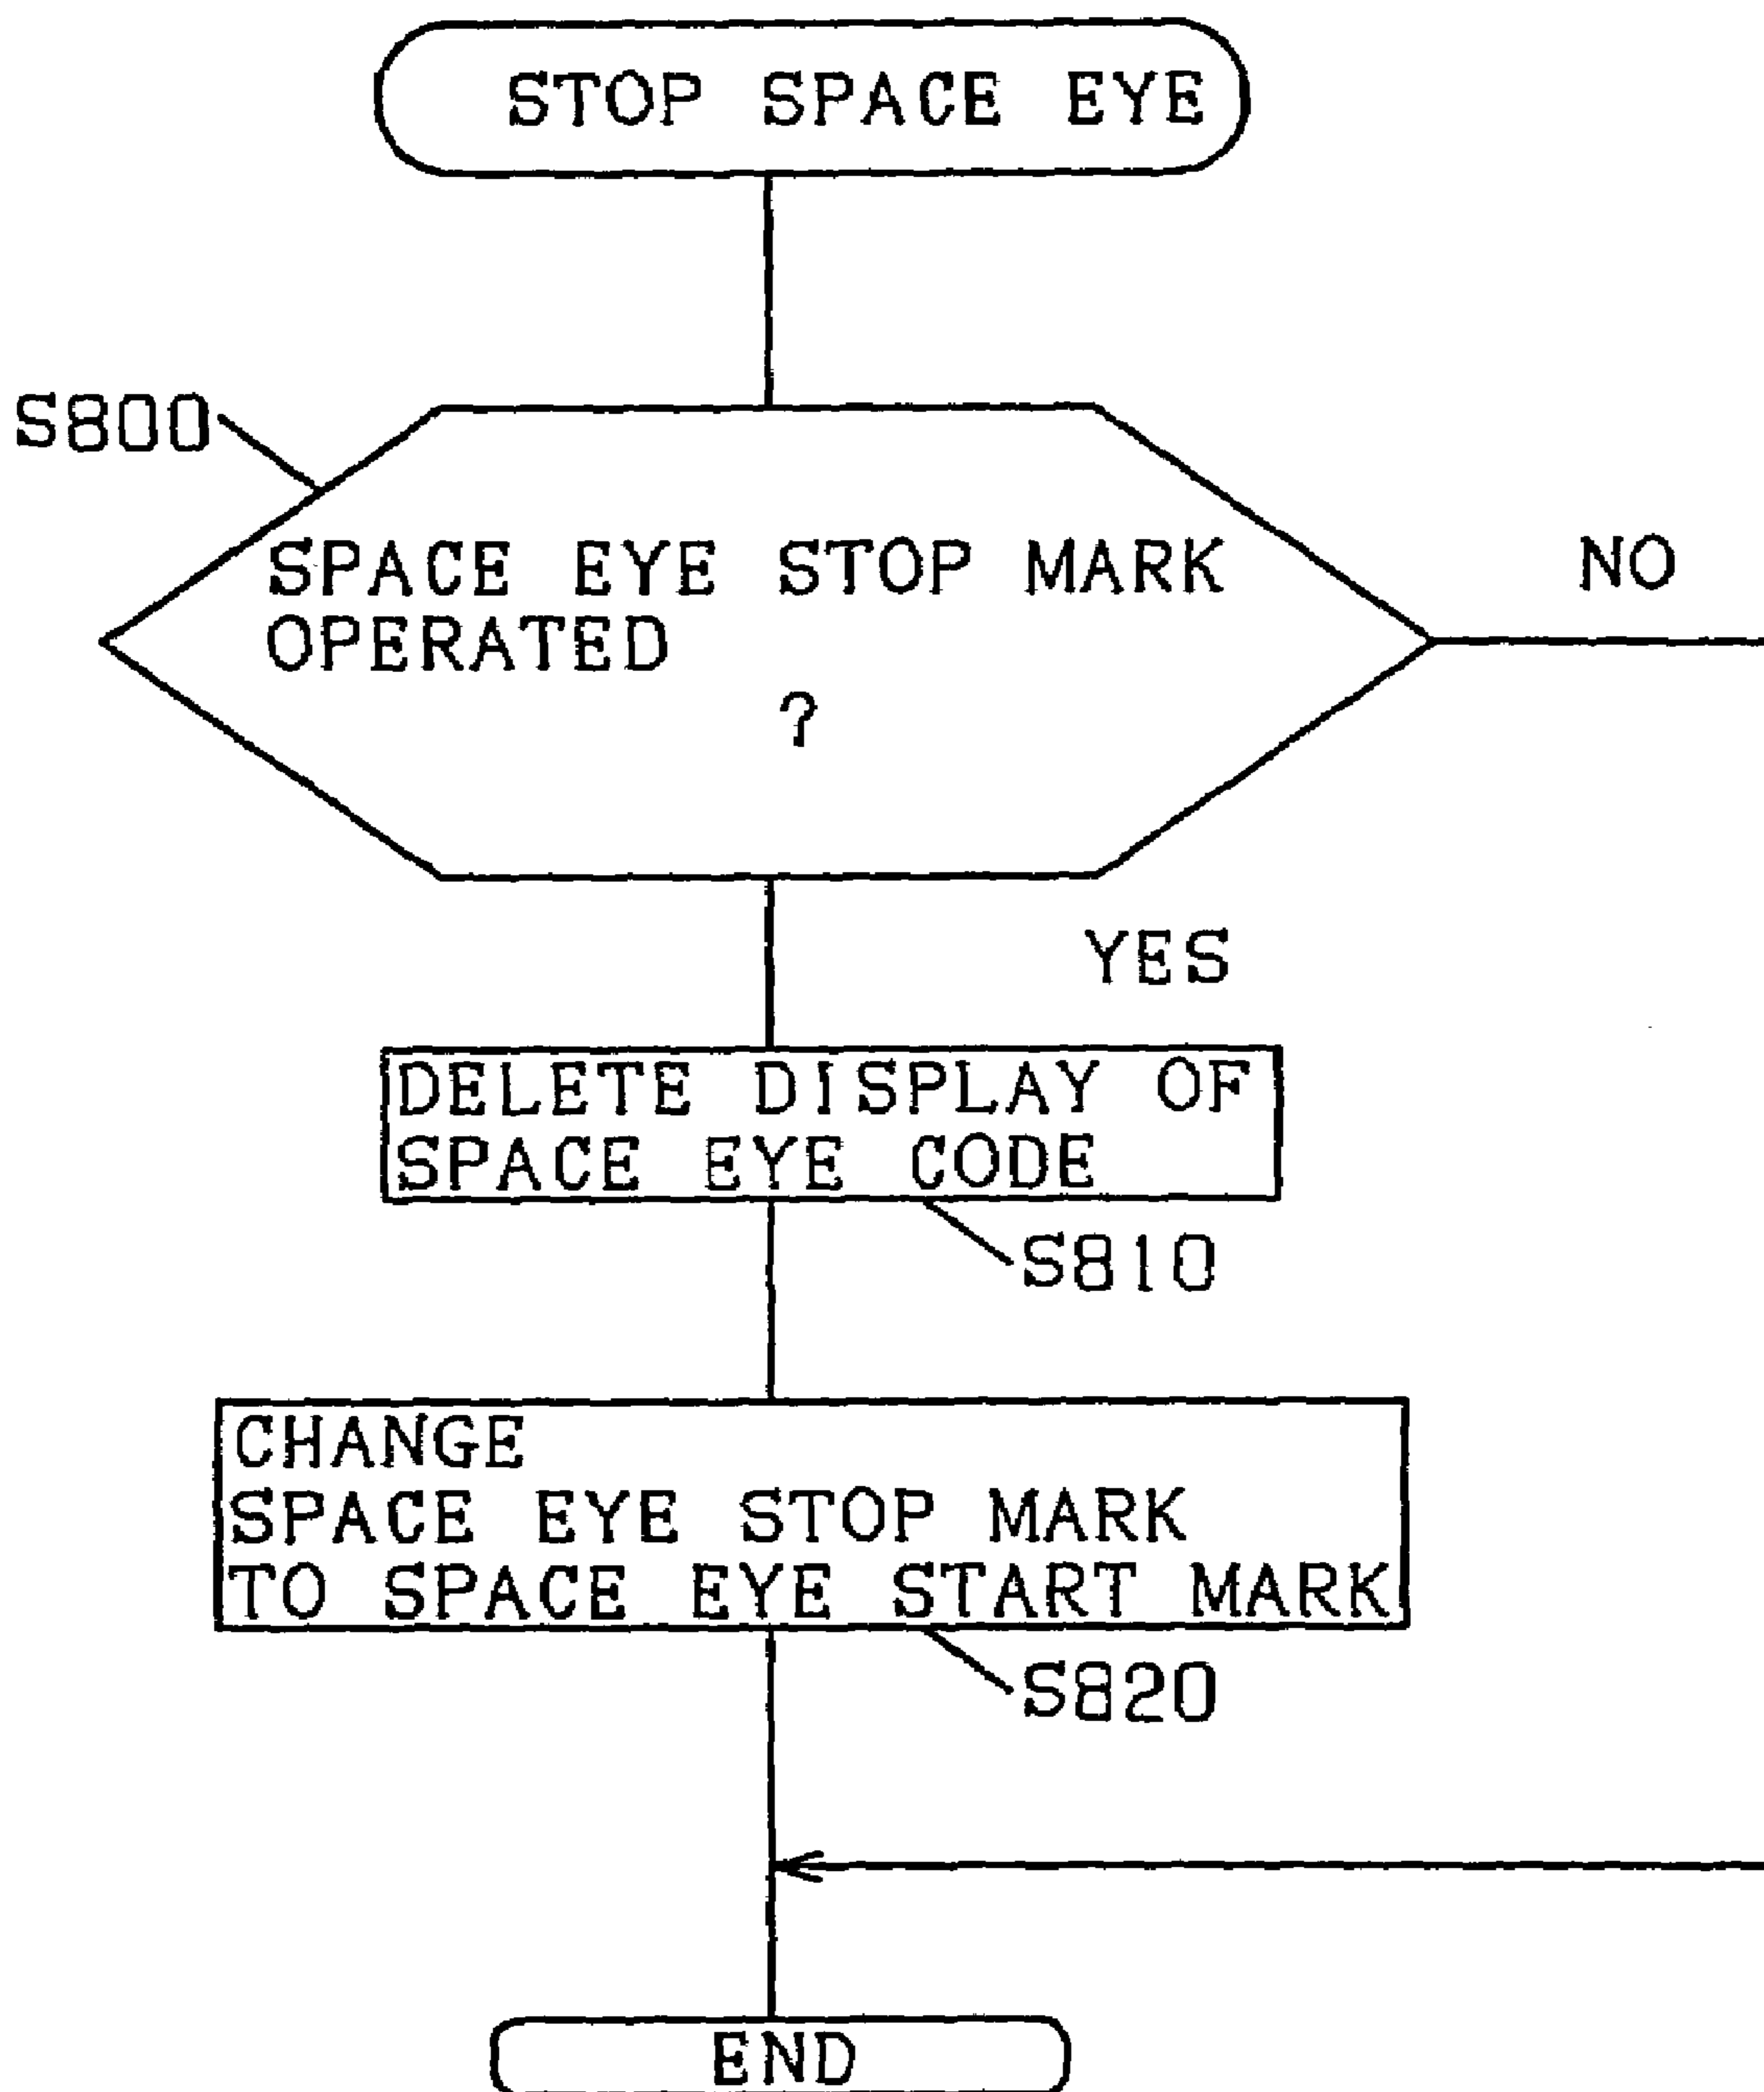 STOP SPACE EYE
S800
SPACE EYE STOP MARK
OPERATED
?
NO
YES
DELETE DISPLAY OF
SPACE EYE CODE
S810
CHANGE
SPACE EYE STOP MARK
TO SPACE EYE START MARK
S820
END